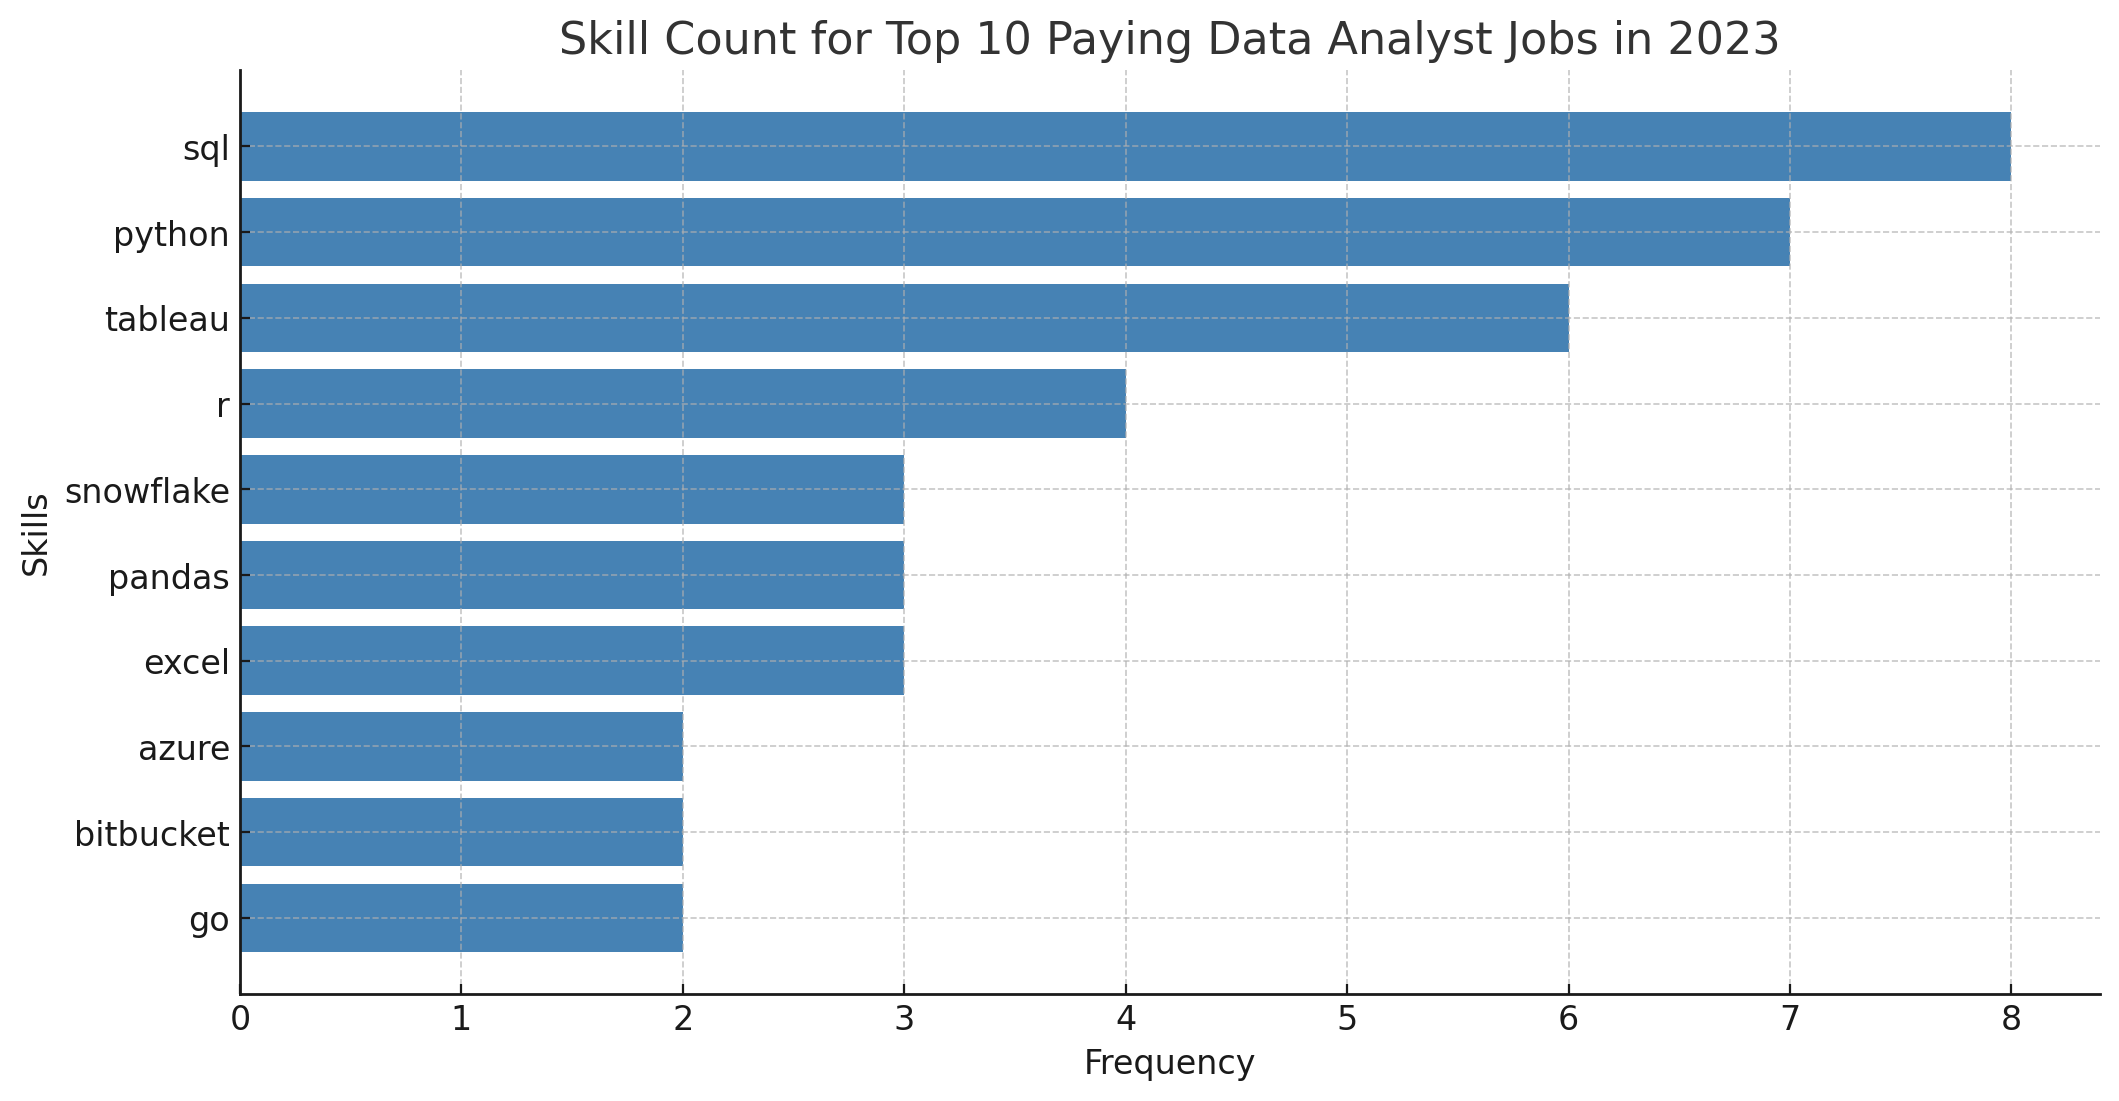 Skill Count for Top 10 Paying Data Analyst Jobs in 2023
Skills
sql
python
tableau
r
snowflake
pandas
excel
azure
bitbucket
go
0 1 2 3 4 5 6 7 8
Frequency